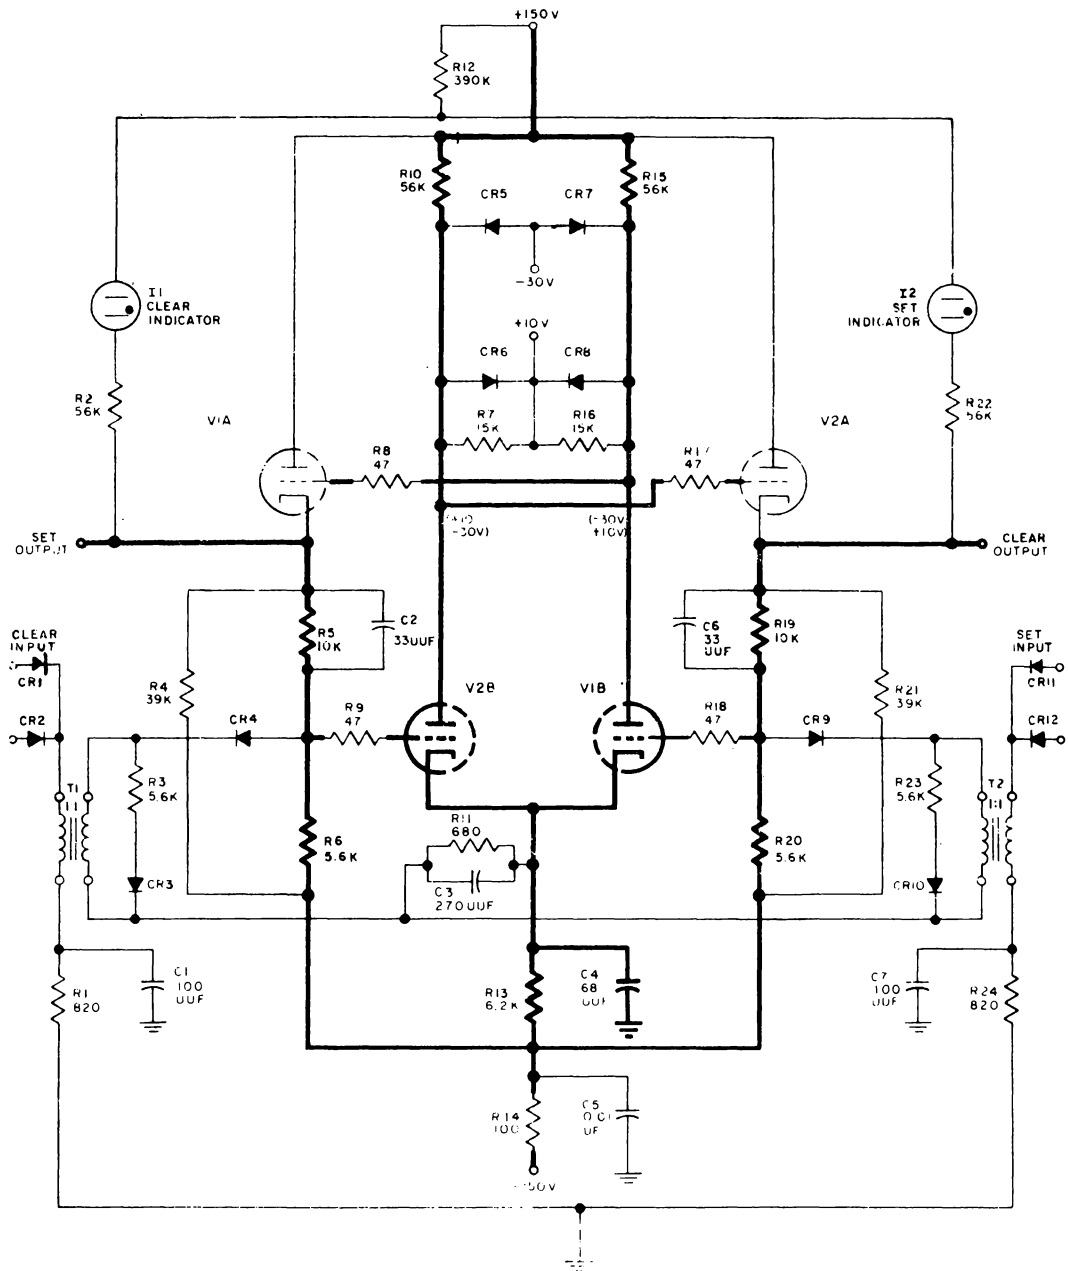 +150V
R12
390K
R10
56K
R15
56K
CR5
CR7
-30V
I1
CLEAR
INDICATOR
I2
SET
INDICATOR
+10V
CR6
CR8
R2
56K
R22
56K
V1A
V2A
R7
15K
R16
15K
R8
47
R17
47
-30V)
(-30V
+10V)
SET
OUTPUT
CLEAR
OUTPUT
C2
33UUF
C6
33
UUF
R5
10K
R19
10K
CLEAR
INPUT
CR1
SET
INPUT
CR11
R4
39K
R21
39K
V2B
V1B
CR2
CR4
R9
47
R18
47
CR9
CR12
T1
1:1
R3
5.6K
R23
5.6K
T2
1:1
R11
680
R6
5.6K
R20
5.6K
CR3
C3
270UUF
CR10
C1
100
UUF
R1
820
R13
6.2K
C4
68
UUF
C7
100
UUF
R24
820
R14
100
C5
0.01
UF